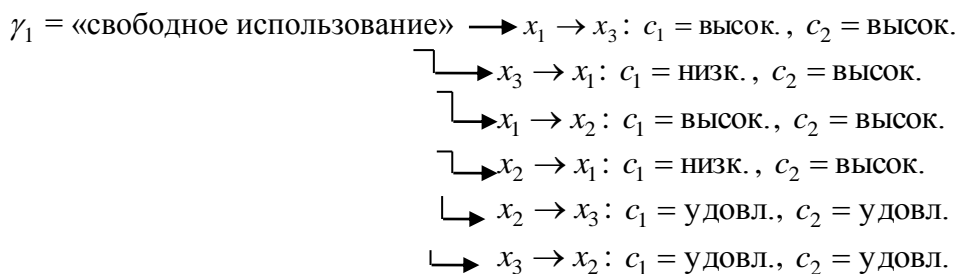 γ₁ = «свободное использование» → x₁ → x₃: c₁ = высок., c₂ = высок.
→ x₃ → x₁: c₁ = низк., c₂ = высок.
→ x₁ → x₂: c₁ = высок., c₂ = высок.
→ x₂ → x₁: c₁ = низк., c₂ = высок.
→ x₂ → x₃: c₁ = удовл., c₂ = удовл.
→ x₃ → x₂: c₁ = удовл., c₂ = удовл.